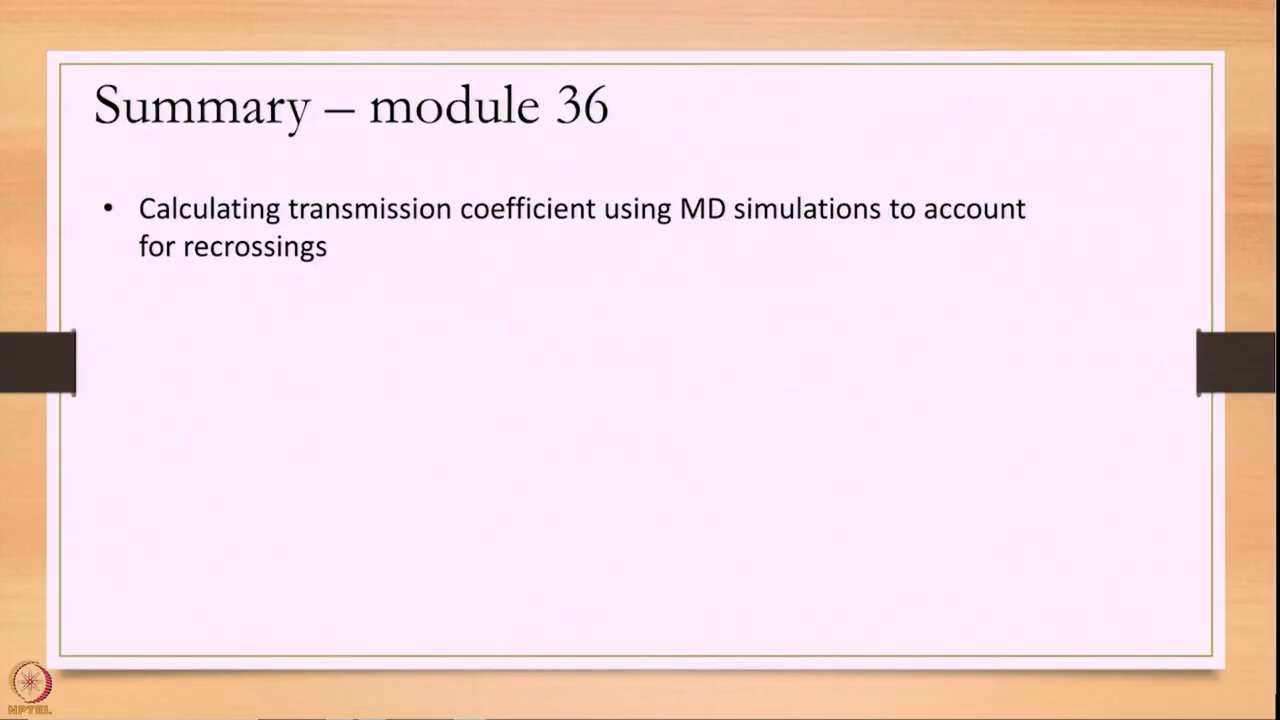 Summary – module 36
• Calculating transmission coefficient using MD simulations to account
for recrossings
NPTEL